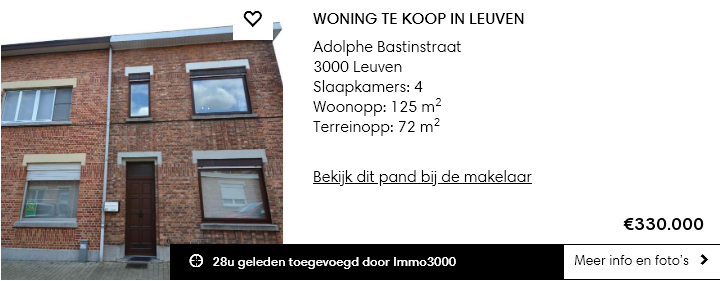 WONING TE KOOP IN LEUVEN
Adolphe Bastinstraat
3000 Leuven
Slaapkamers: 4
Woonopp: 125 m²
Terreinopp: 72 m²
Bekijk dit pand bij de makelaar
€330.000
28u geleden toegevoegd door Immo3000
Meer info en foto's